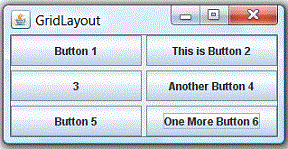 GridLayout
Button 1 This is Button 2
3 Another Button 4
Button 5 One More Button 6